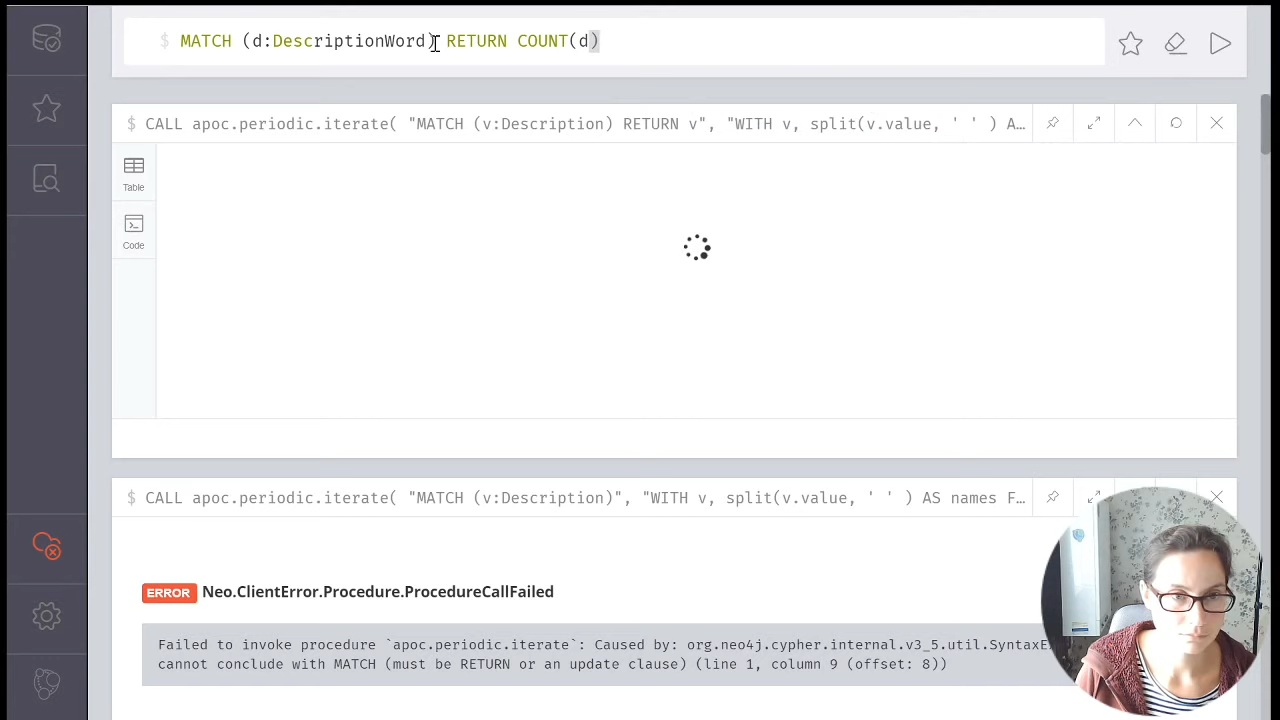 $ MATCH (d:DescriptionWord) RETURN COUNT(d)
$ CALL apoc.periodic.iterate( "MATCH (v:Description) RETURN v", "WITH v, split(v.value, ' ' ) A…
Table
Code
$ CALL apoc.periodic.iterate( "MATCH (v:Description)", "WITH v, split(v.value, ' ' ) AS names F…
ERROR Neo.ClientError.Procedure.ProcedureCallFailed
Failed to invoke procedure `apoc.periodic.iterate`: Caused by: org.neo4j.cypher.internal.v3_5.util.SyntaxE
cannot conclude with MATCH (must be RETURN or an update clause) (line 1, column 9 (offset: 8))